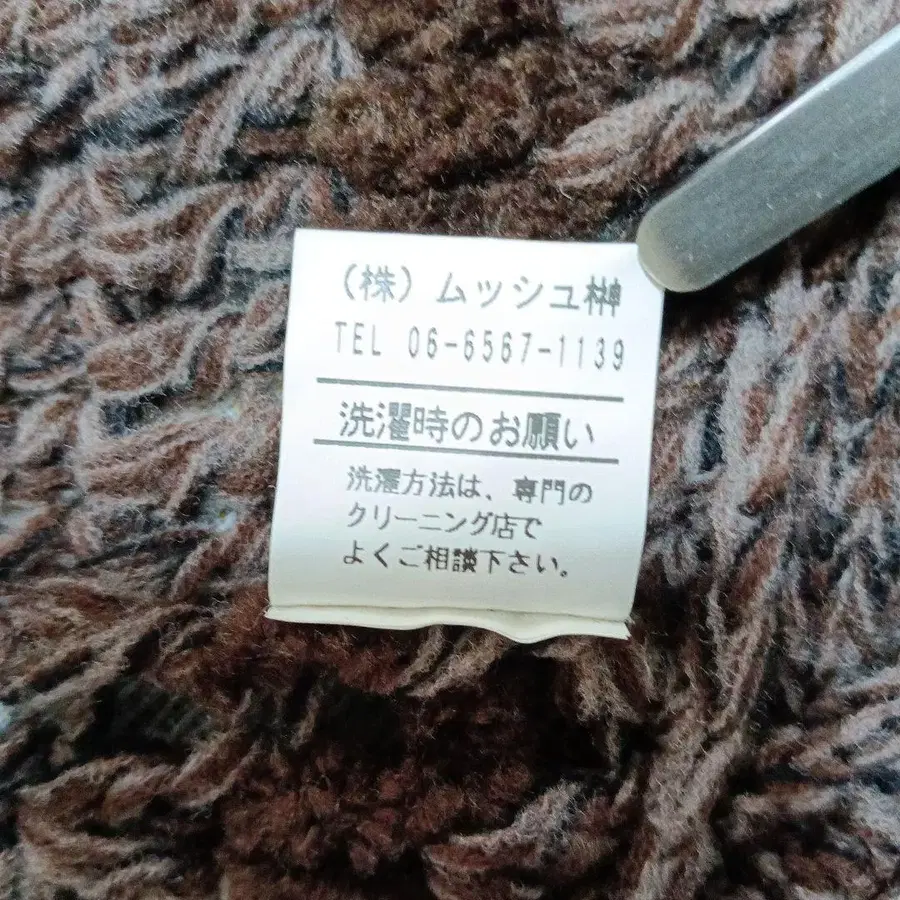 (株)ムッシュ榊
TEL 06-6567-1139
洗濯時のお願い
洗濯方法は、専門の
クリーニング店で
よくご相談下さい。